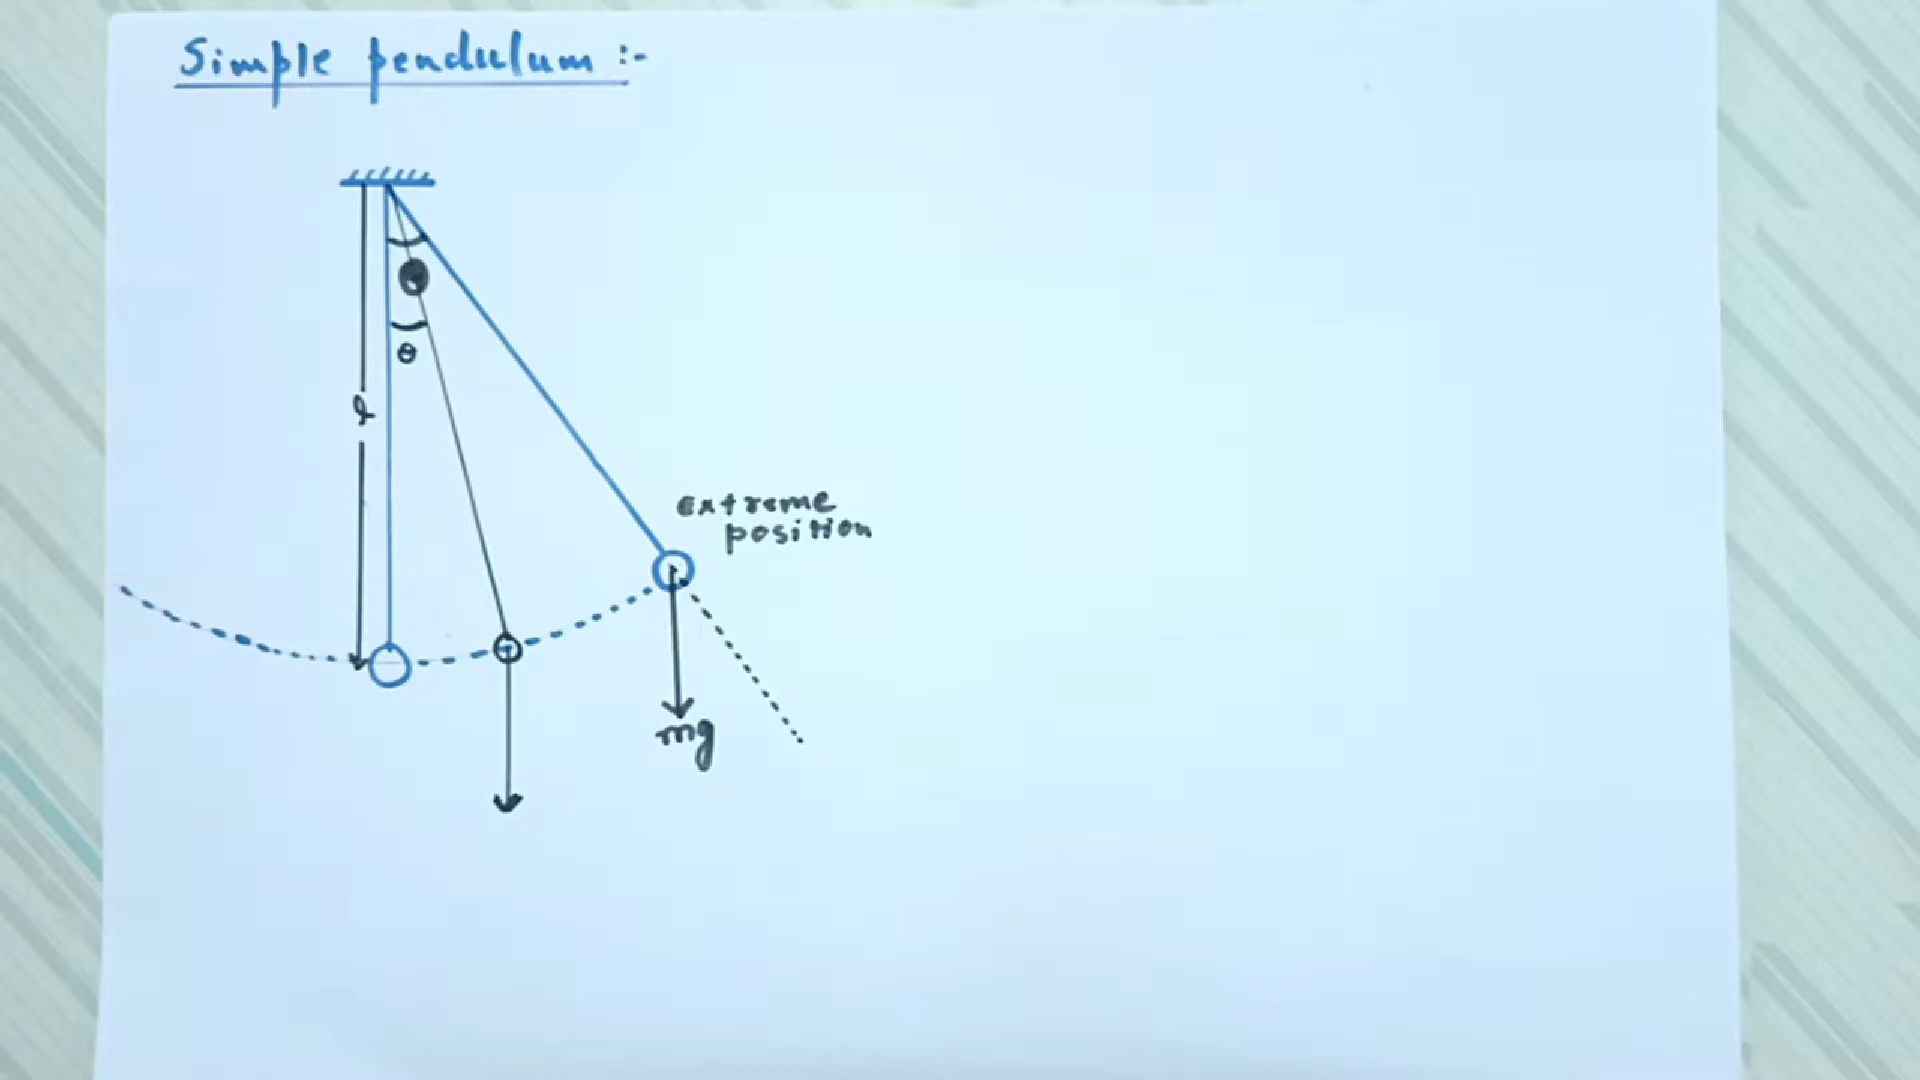 Simple pendulum :-
θ
l
Extreme
position
mg